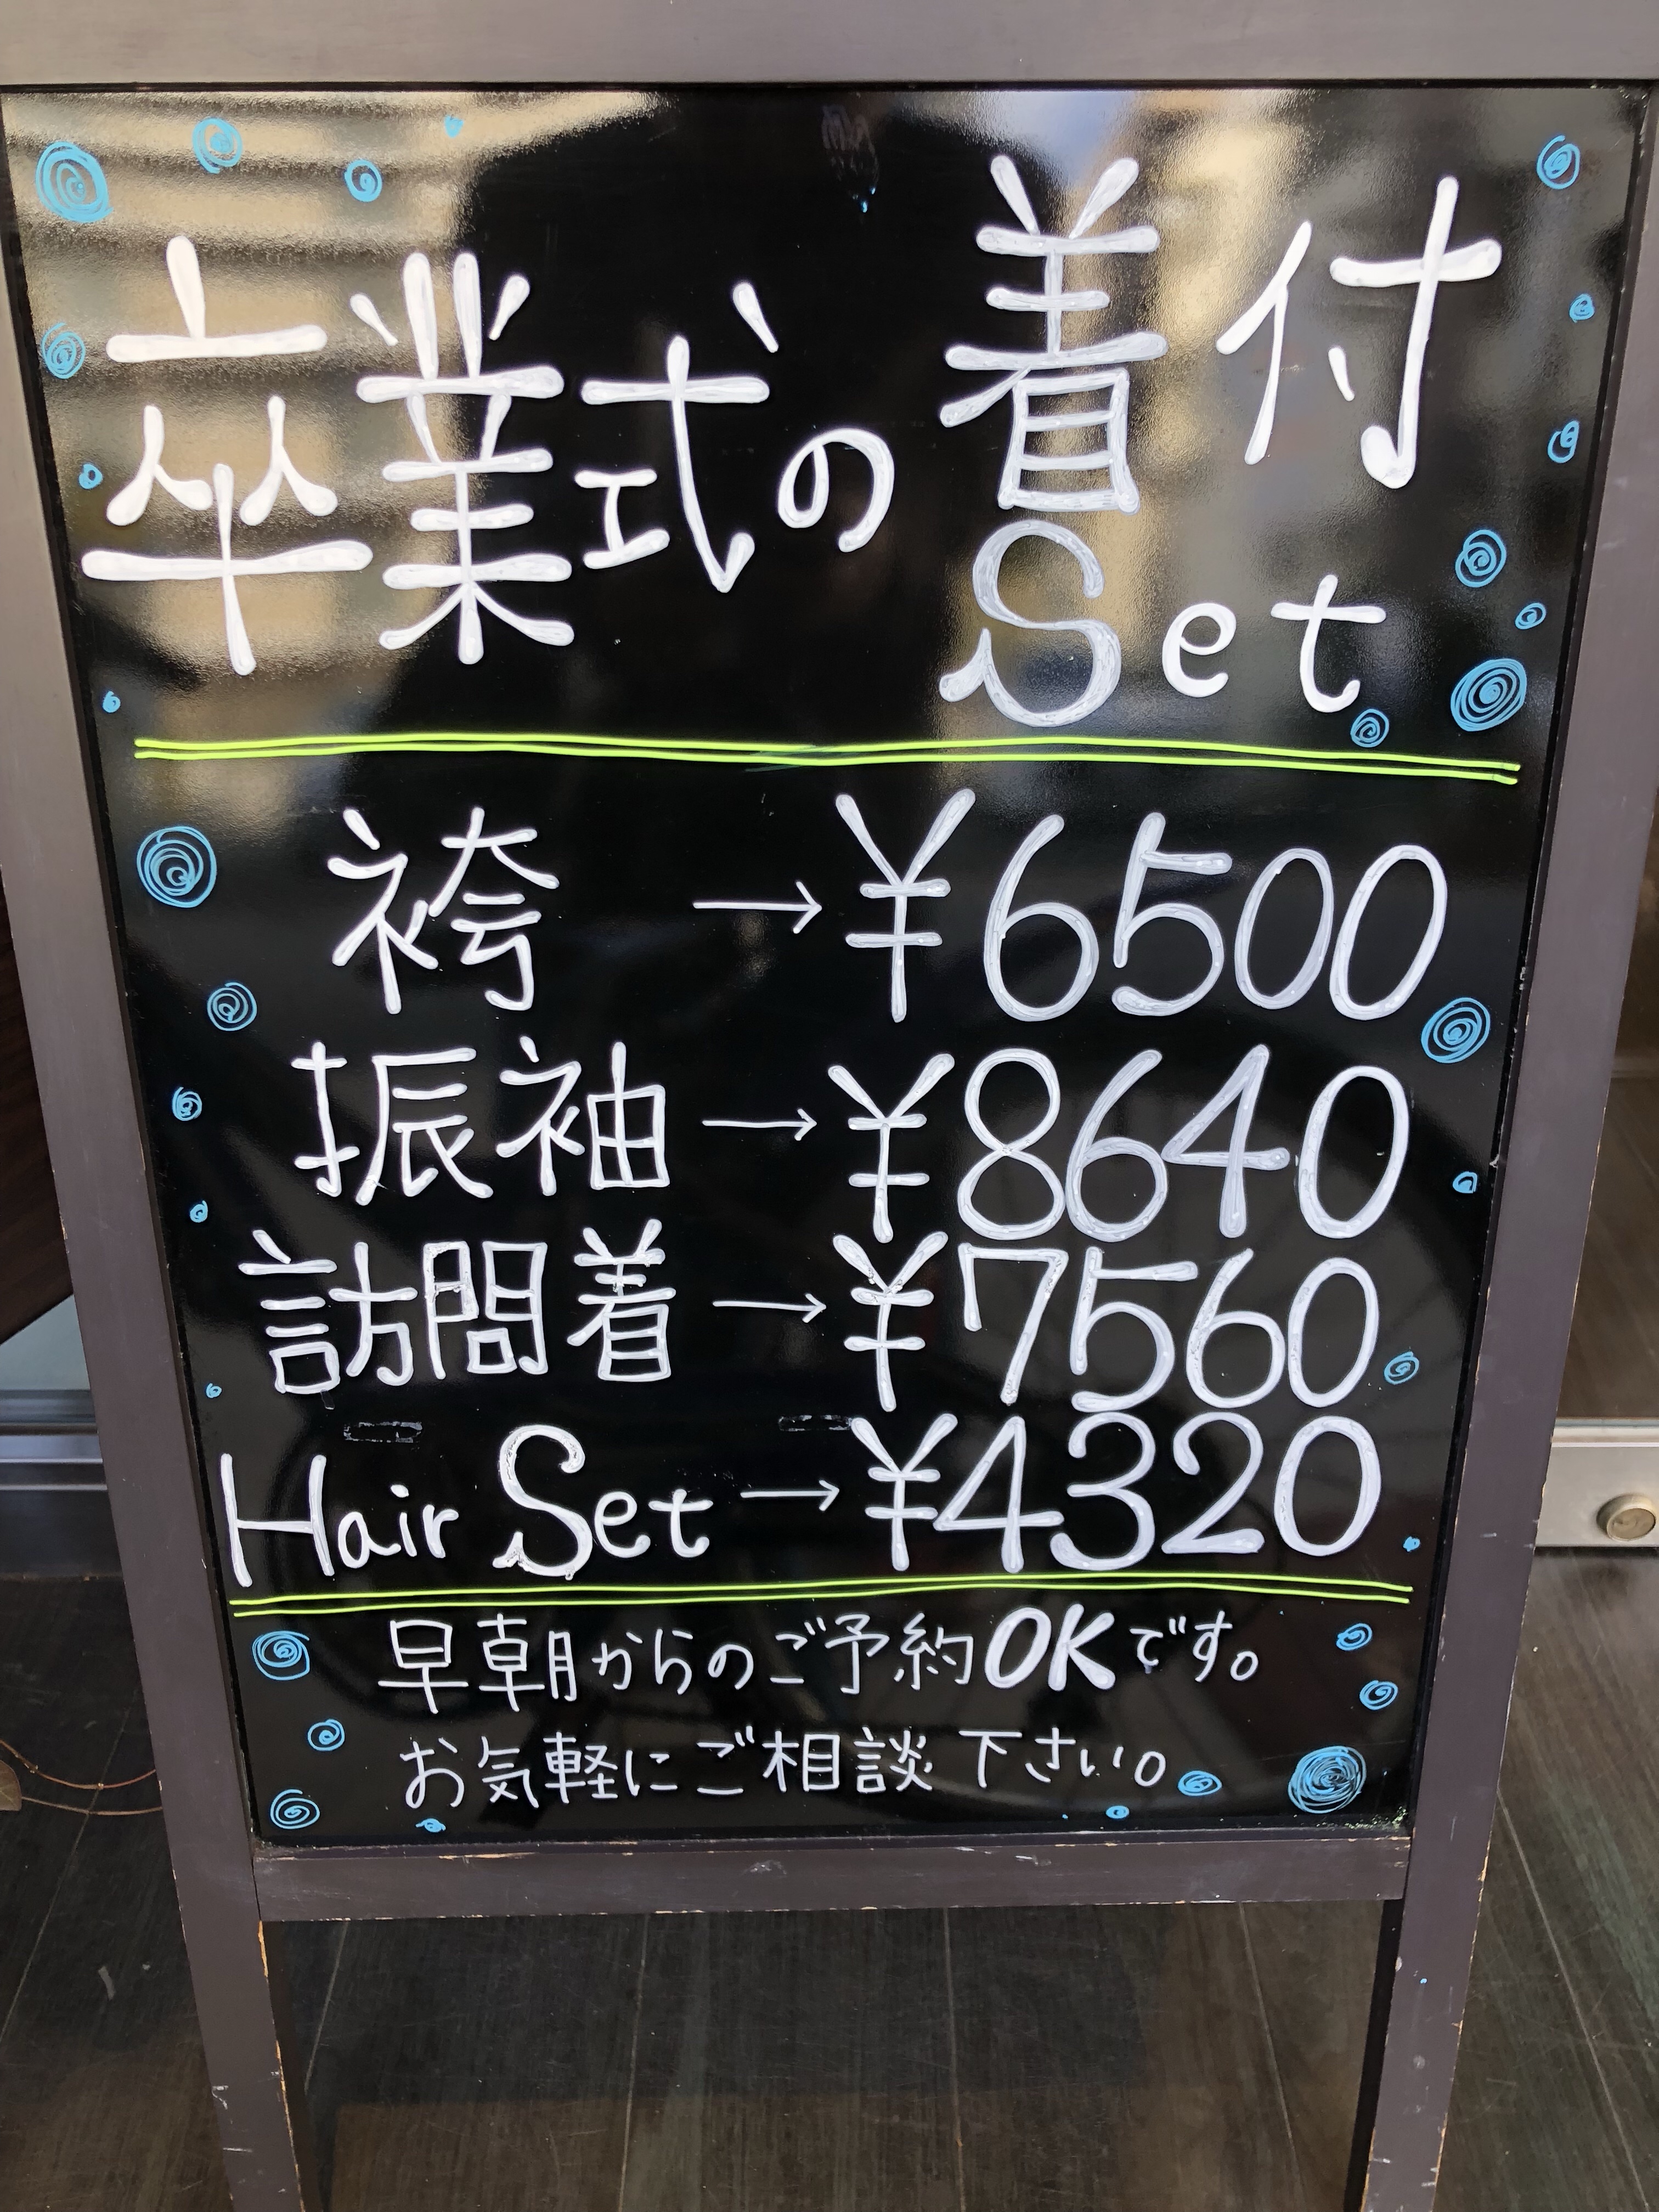 卒業式の着付
Set
袴 → ¥6500
振袖 → ¥8640
訪問着 → ¥7560
Hair Set → ¥4320
早朝からのご予約OKです。
お気軽にご相談下さい。